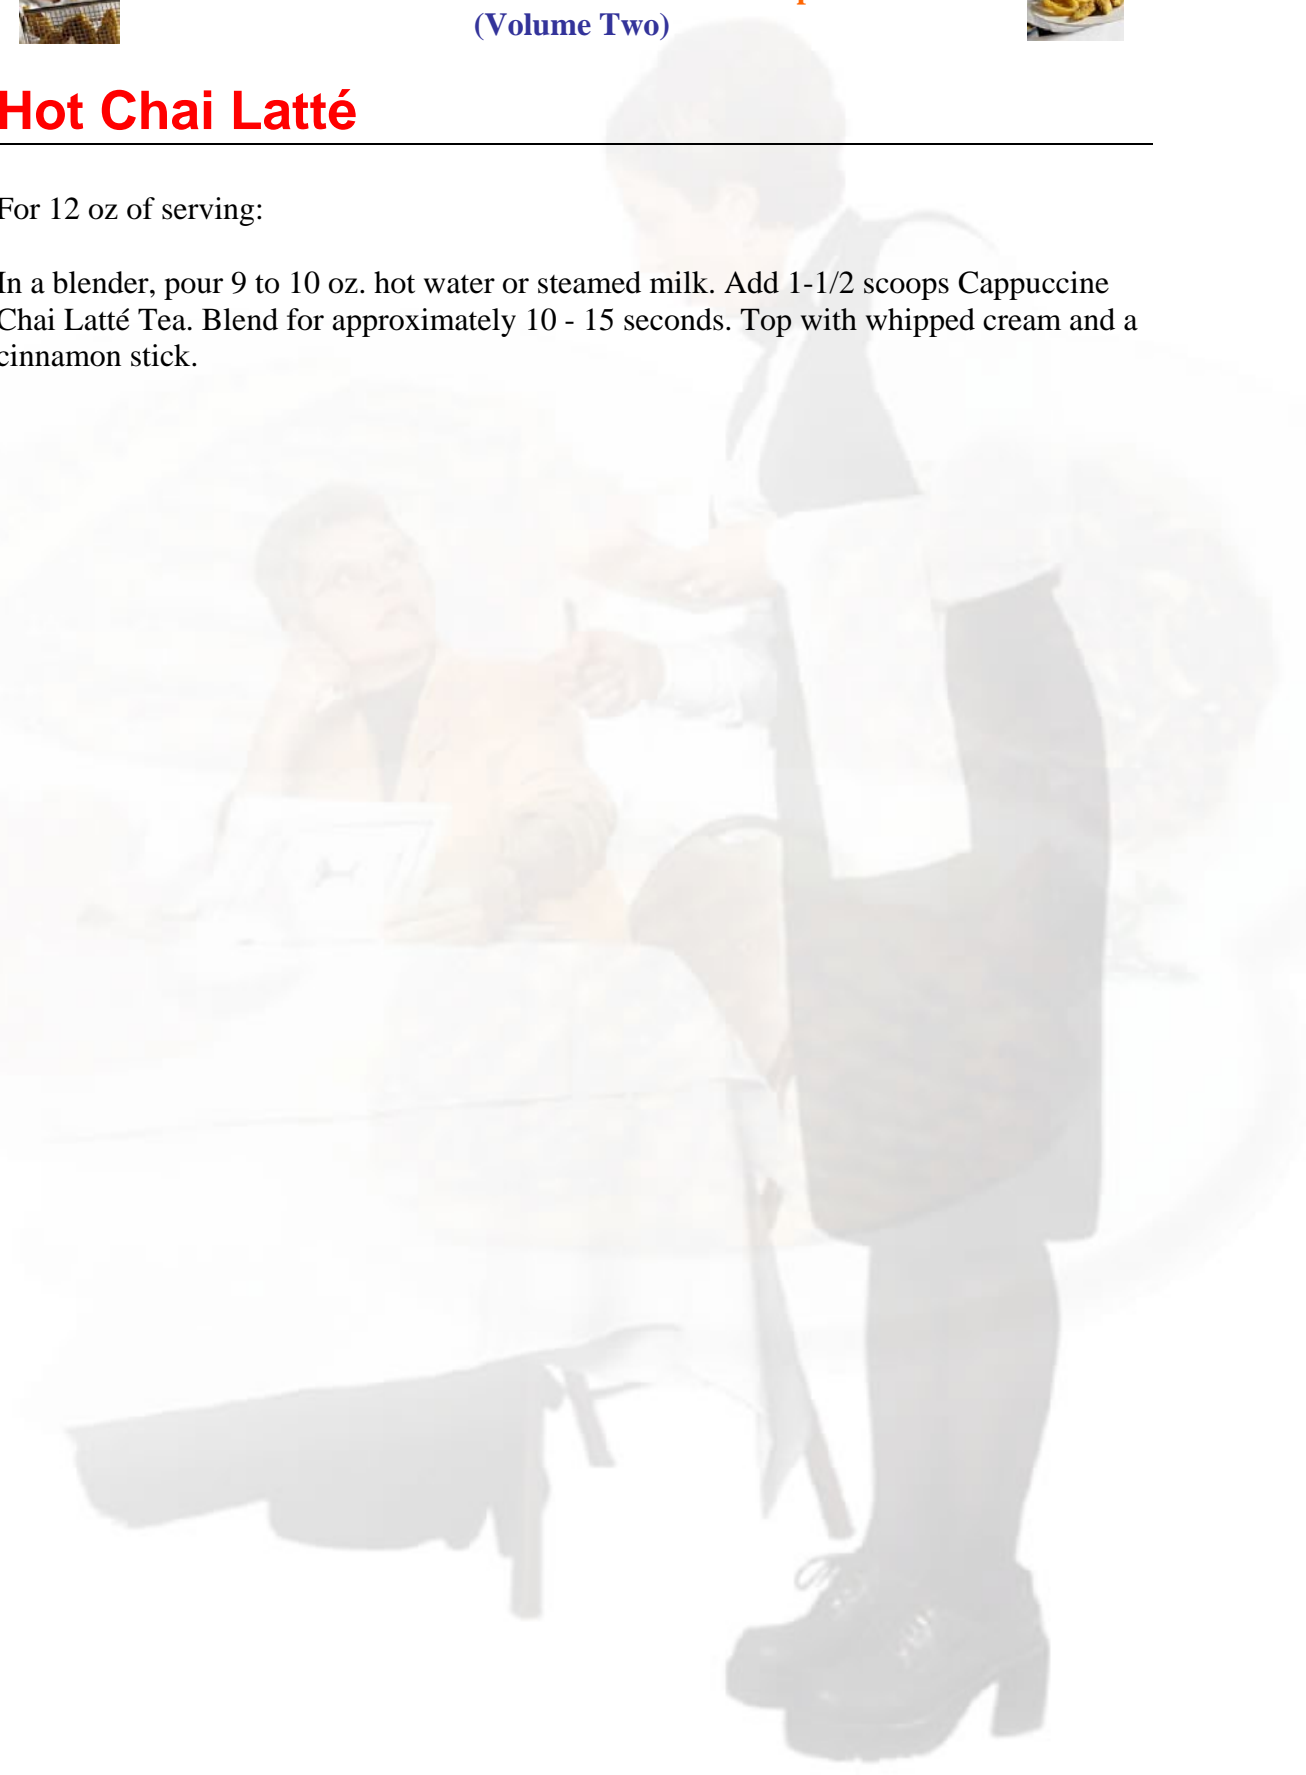 (Volume Two)
Hot Chai Latté
For 12 oz of serving:
In a blender, pour 9 to 10 oz. hot water or steamed milk. Add 1-1/2 scoops Cappuccine
Chai Latté Tea. Blend for approximately 10 - 15 seconds. Top with whipped cream and a
cinnamon stick.